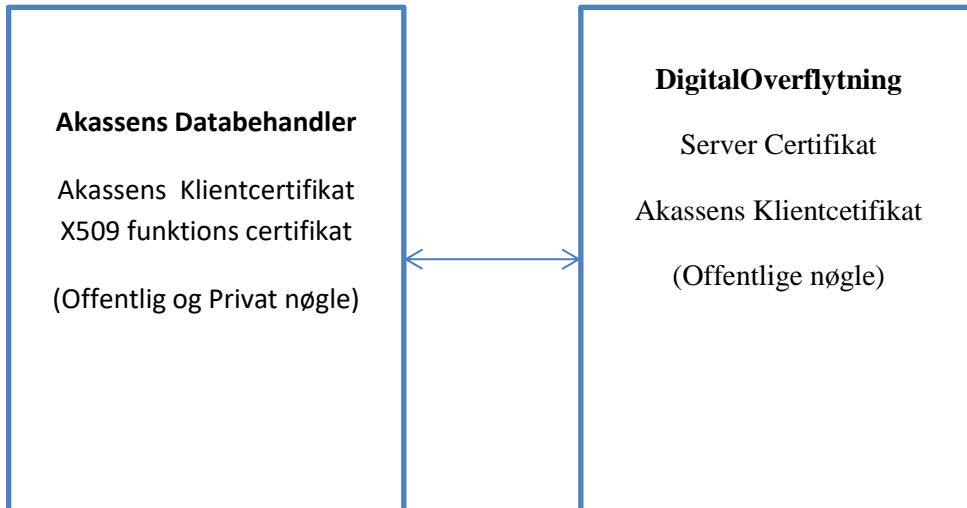 Akassens Databehandler
Akassens Klientcertifikat
X509 funktions certifikat
(Offentlig og Privat nøgle)
DigitalOverflytning
Server Certifikat
Akassens Klientcetifikat
(Offentlige nøgle)